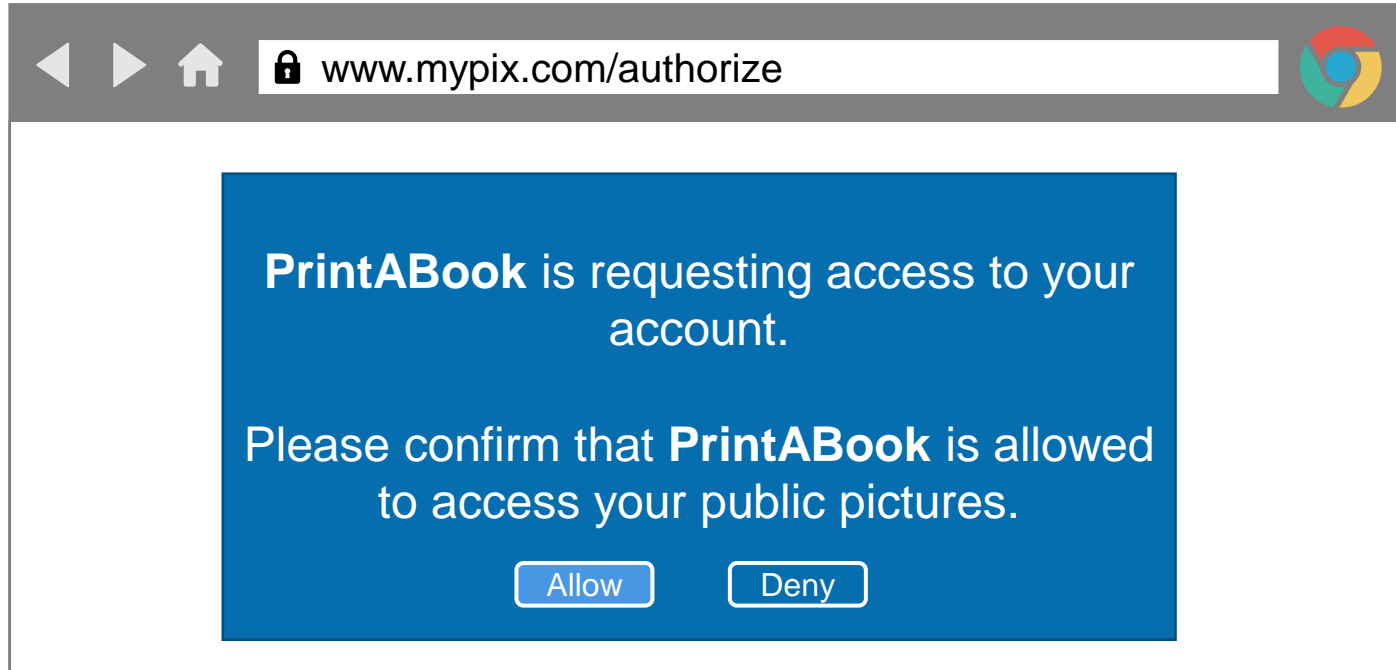 www.mypix.com/authorize
PrintABook is requesting access to your
account.
Please confirm that PrintABook is allowed
to access your public pictures.
Allow Deny